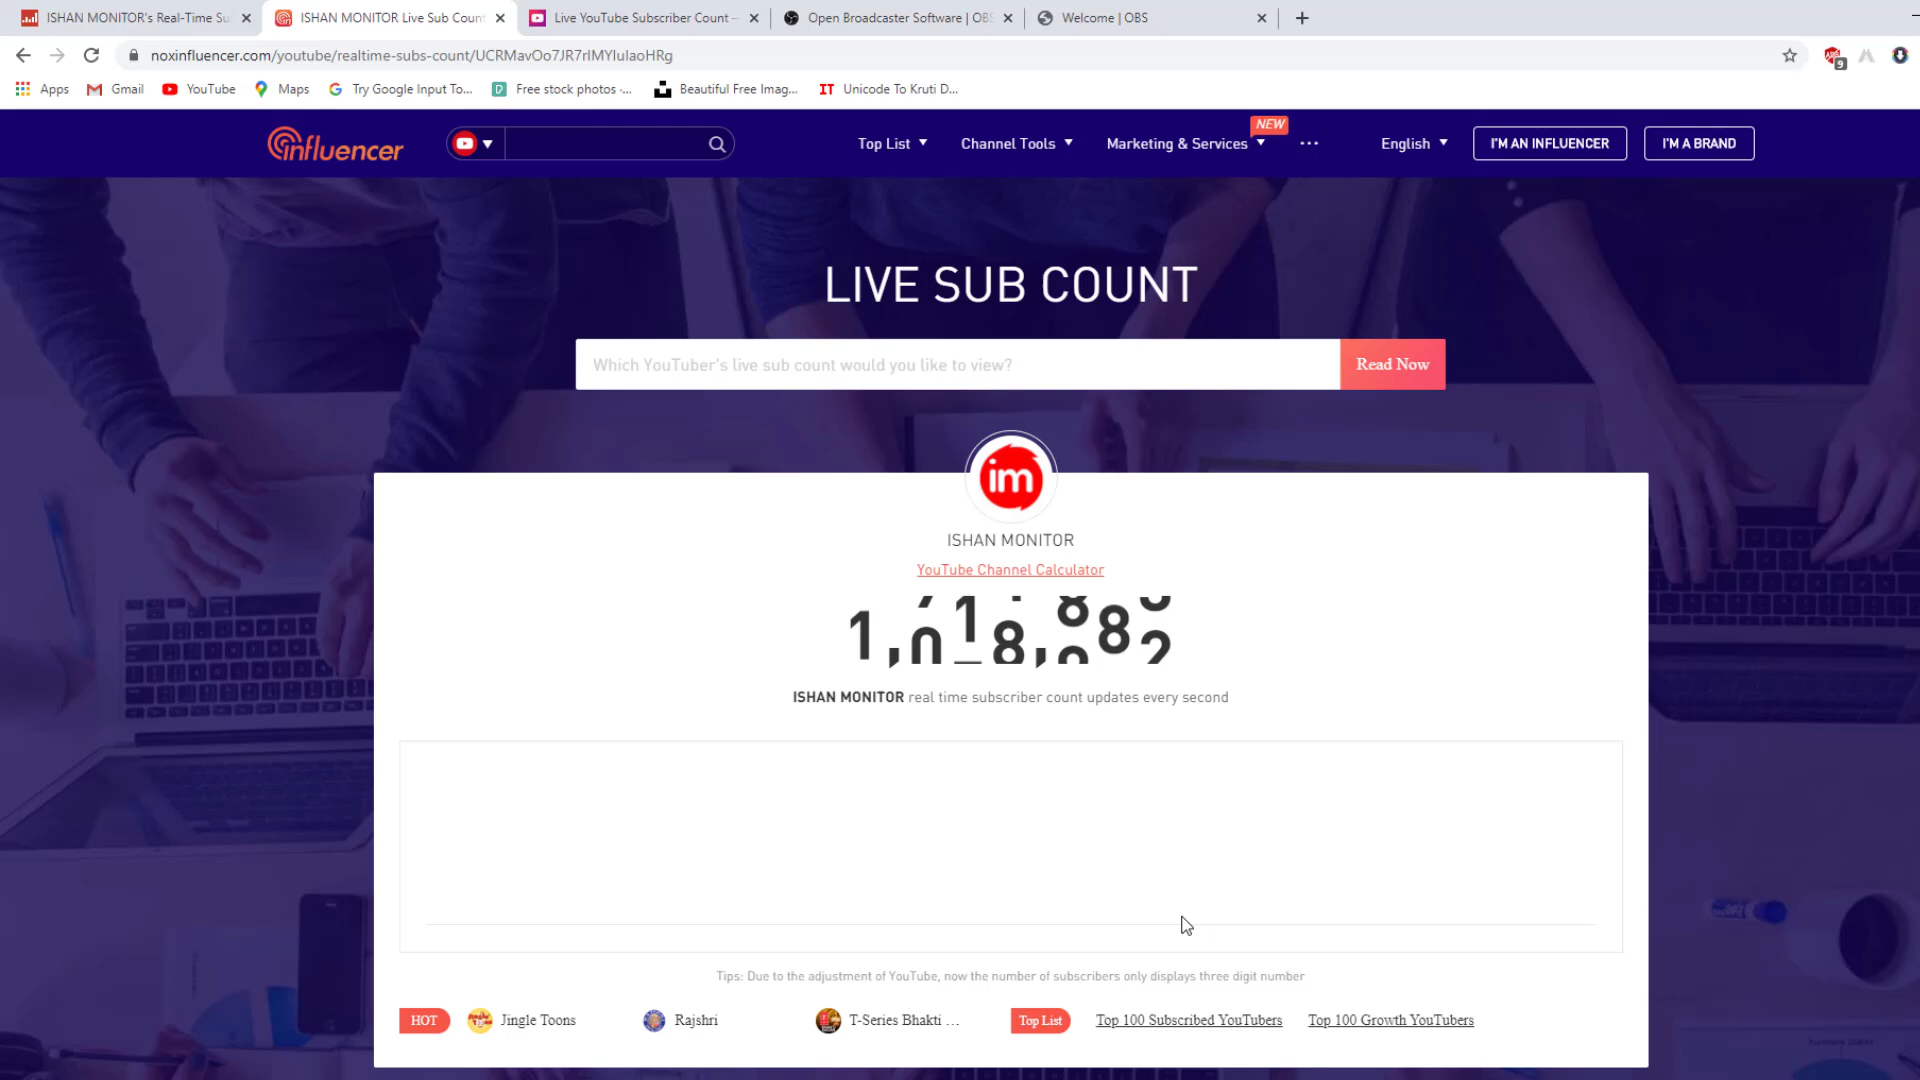 ISHAN MONITOR's Real-Time Su
ISHAN MONITOR Live Sub Count
Live YouTube Subscriber Count –
Open Broadcaster Software | OBS
Welcome | OBS
noxinfluencer.com/youtube/realtime-subs-count/UCRMavOo7JR7rIMYIuIaoHRg
Apps
Gmail
YouTube
Maps
Try Google Input To...
Free stock photos ·...
Beautiful Free Imag...
IT Unicode To Kruti D...
9
influencer
Top List
Channel Tools
Marketing & Services
NEW
...
English
I'M AN INFLUENCER
I'M A BRAND
LIVE SUB COUNT
Which YouTuber's live sub count would you like to view?
Read Now
im
ISHAN MONITOR
YouTube Channel Calculator
ISHAN MONITOR real time subscriber count updates every second
Tips: Due to the adjustment of YouTube, now the number of subscribers only displays three digit number
HOT
Jingle Toons
Rajshri
T-Series Bhakti ...
Top List
Top 100 Subscribed YouTubers
Top 100 Growth YouTubers